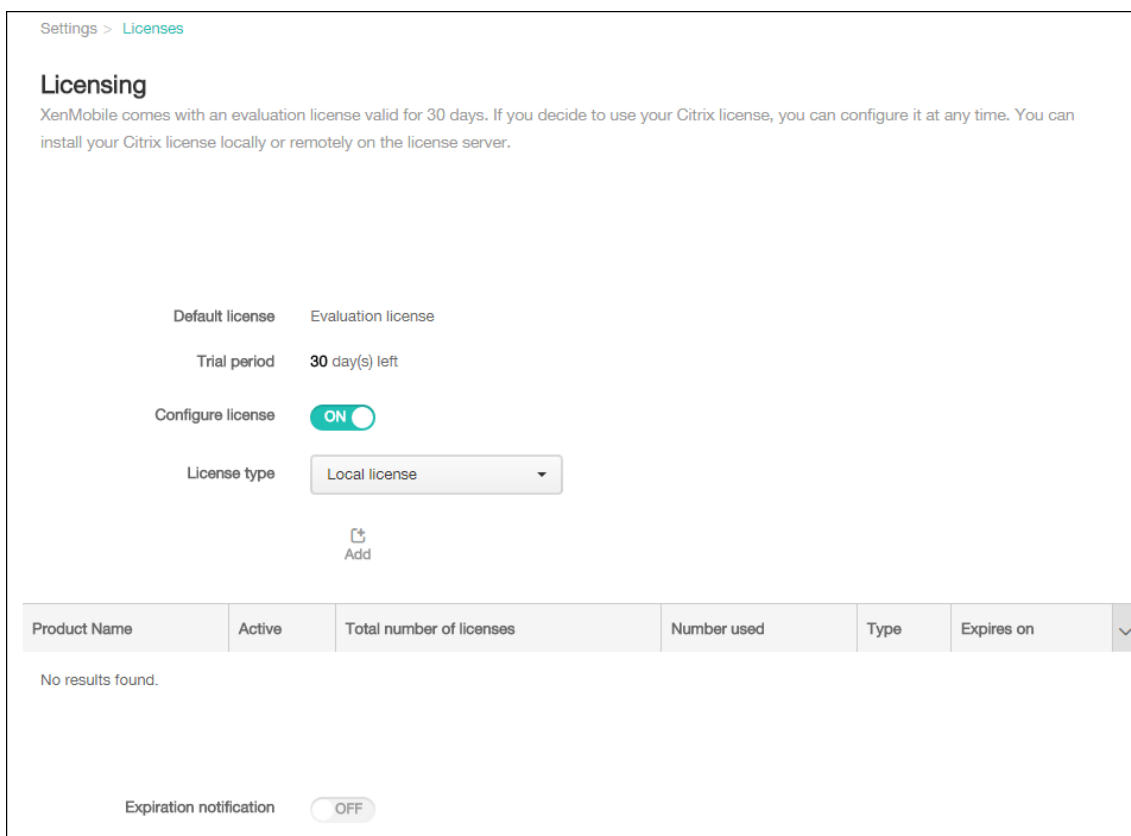 Settings > Licenses
Licensing
XenMobile comes with an evaluation license valid for 30 days. If you decide to use your Citrix license, you can configure it at any time. You can
install your Citrix license locally or remotely on the license server.
Default license Evaluation license
Trial period 30 day(s) left
Configure license ON
License type Local license
Add
Product Name Active Total number of licenses Number used Type Expires on
No results found.
Expiration notification OFF